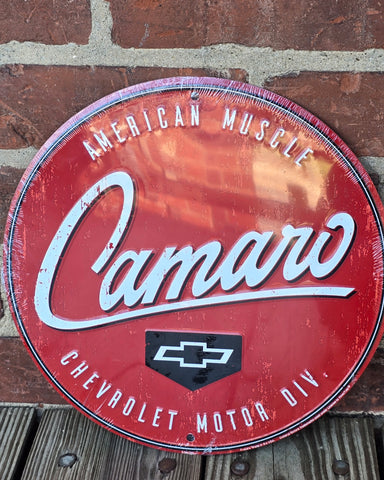 AMERICAN MUSCLE
Camaro
CHEVROLET MOTOR DIV.